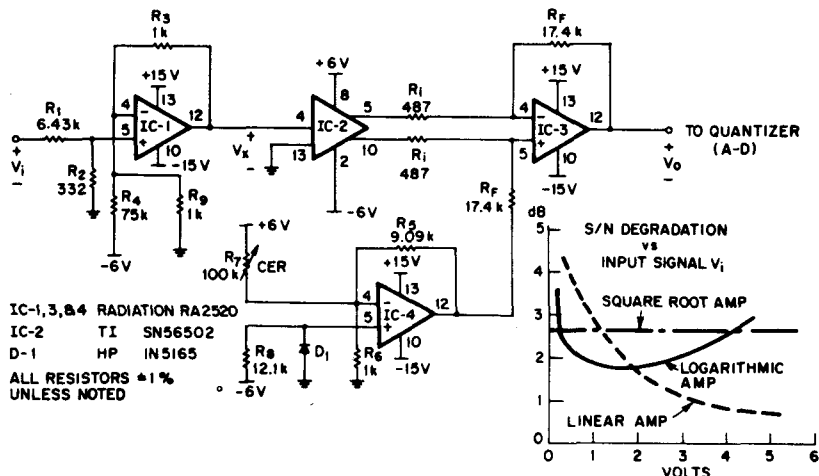 R3
1k
+15V
4
13
12
IC-1
5
10
-15V
R1
6.43k
+
Vi
-
R2
332
R4
75k
-6V
R9
1k
+
Vx
-
+6V
8
4
5
IC-2
13
10
2
-6V
Ri
487
Ri
487
RF
17.4k
+15V
4
13
12
IC-3
5
10
-15V
RF
17.4k
TO QUANTIZER
(A-D)
+
Vo
-
+6V
R7
100k
CER
R5
9.09k
+15V
4
13
12
IC-4
5
10
-15V
R8
12.1k
-6V
D1
R6
1k
IC-1,3,&4 RADIATION RA2520
IC-2 TI SN56502
D-1 HP IN5165
ALL RESISTORS ±1%
UNLESS NOTED
dB
S/N DEGRADATION
vs
INPUT SIGNAL Vi
SQUARE ROOT AMP
LOGARITHMIC
AMP
LINEAR AMP
5
4
3
2
1
0
0 1 2 3 4 5 6
VOLTS